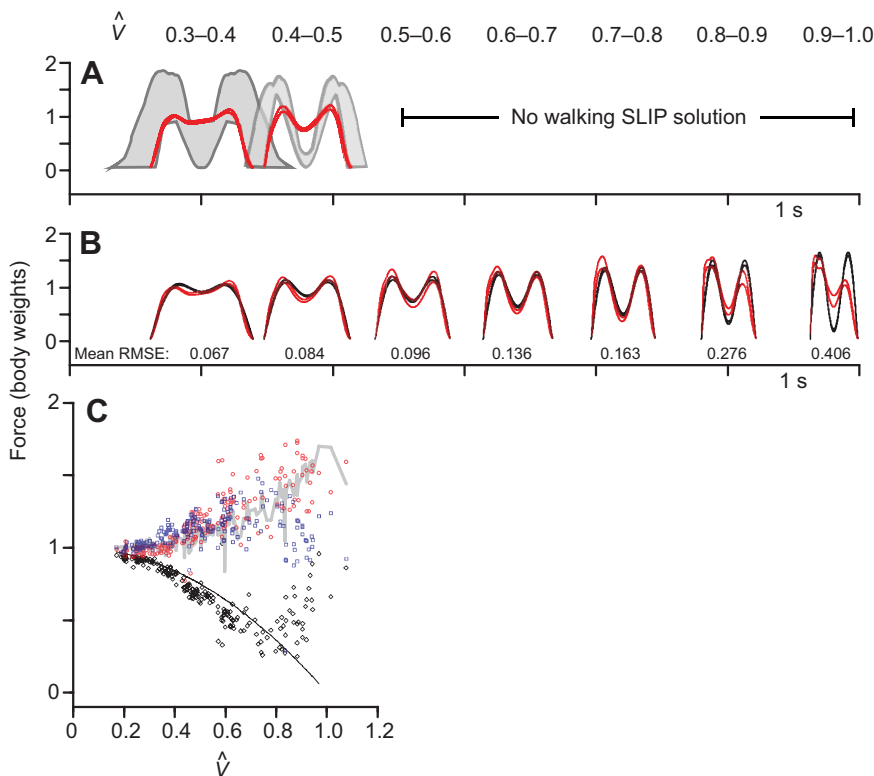 V̂ 0.3–0.4 0.4–0.5 0.5–0.6 0.6–0.7 0.7–0.8 0.8–0.9 0.9–1.0
A
2
1
0
No walking SLIP solution
1 s
B
2
1
0
Mean RMSE: 0.067 0.084 0.096 0.136 0.163 0.276 0.406
1 s
Force (body weights)
C
2
1
0
0 0.2 0.4 0.6 0.8 1.0 1.2
V̂